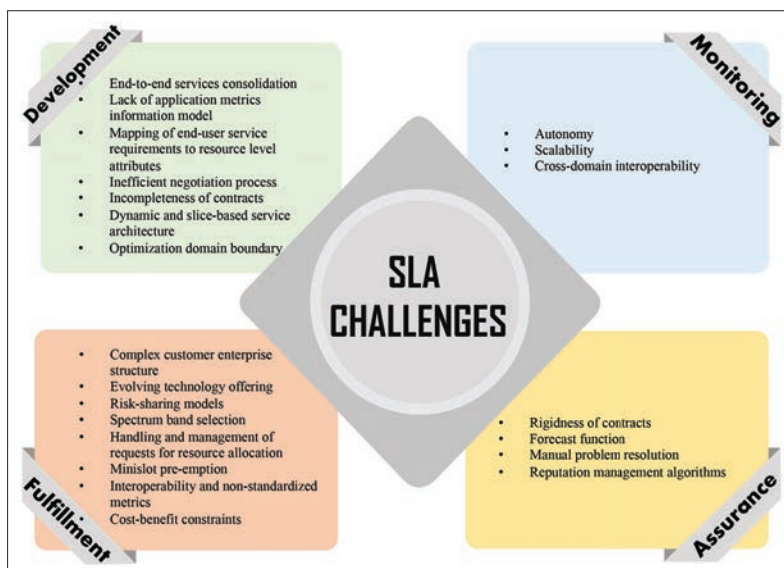 Development
• End-to-end services consolidation
• Lack of application metrics
information model
• Mapping of end-user service
requirements to resource level
attributes
• Inefficient negotiation process
• Incompleteness of contracts
• Dynamic and slice-based service
architecture
• Optimization domain boundary
Monitoring
• Autonomy
• Scalability
• Cross-domain interoperability
SLA
CHALLENGES
Fulfillment
• Complex customer enterprise
structure
• Evolving technology offering
• Risk-sharing models
• Spectrum band selection
• Handling and management of
requests for resource allocation
• Minislot pre-emption
• Interoperability and non-standardized
metrics
• Cost-benefit constraints
Assurance
• Rigidness of contracts
• Forecast function
• Manual problem resolution
• Reputation management algorithms